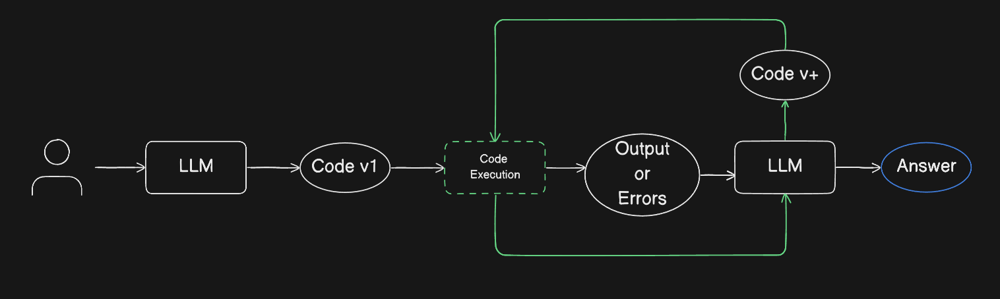 Code v+
LLM
Code v1
Code
Execution
Output
or
Errors
LLM
Answer